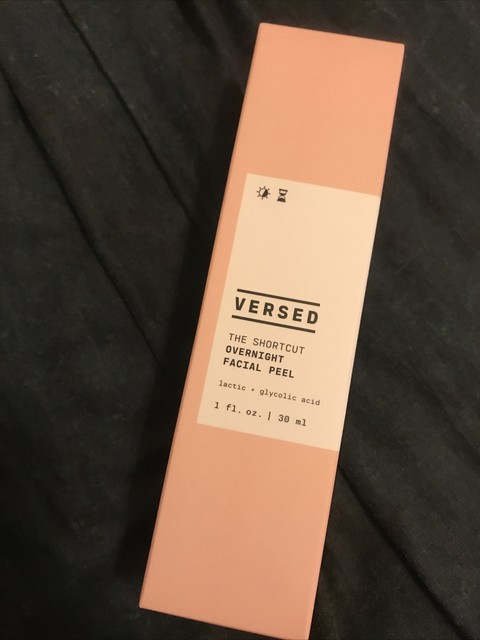 VERSED
THE SHORTCUT
OVERNIGHT
FACIAL PEEL
lactic + glycolic acid
1 fl. oz. | 30 ml